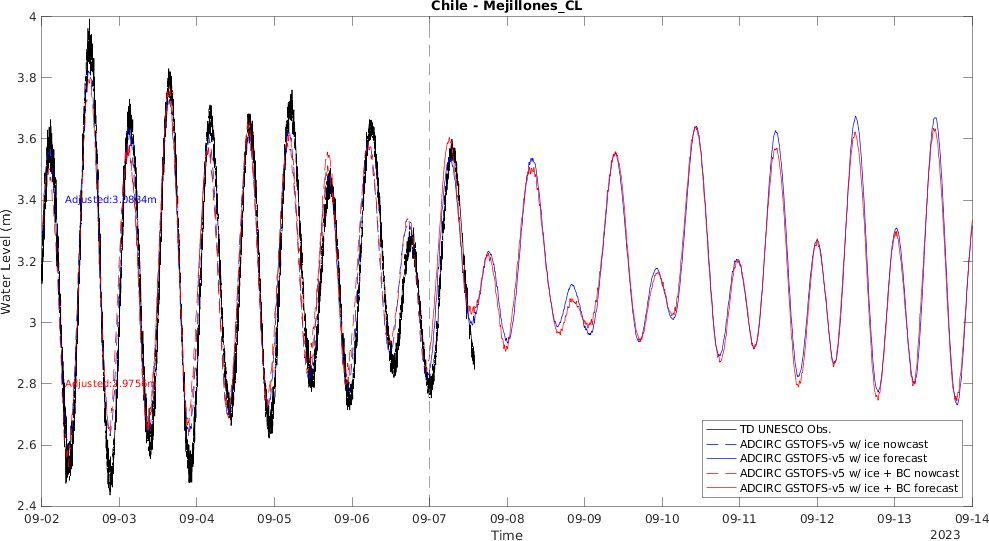 Chile - Mejillones_CL
4
3.8
3.6
3.4
3.2
3
2.8
2.6
2.4
Water Level (m)
Adjusted:3.0834m
Adjusted:2.9756m
TD UNESCO Obs.
ADCIRC GSTOFS-v5 w/ ice nowcast
ADCIRC GSTOFS-v5 w/ ice forecast
ADCIRC GSTOFS-v5 w/ ice + BC nowcast
ADCIRC GSTOFS-v5 w/ ice + BC forecast
09-02 09-03 09-04 09-05 09-06 09-07 09-08 09-09 09-10 09-11 09-12 09-13 09-14
Time
2023